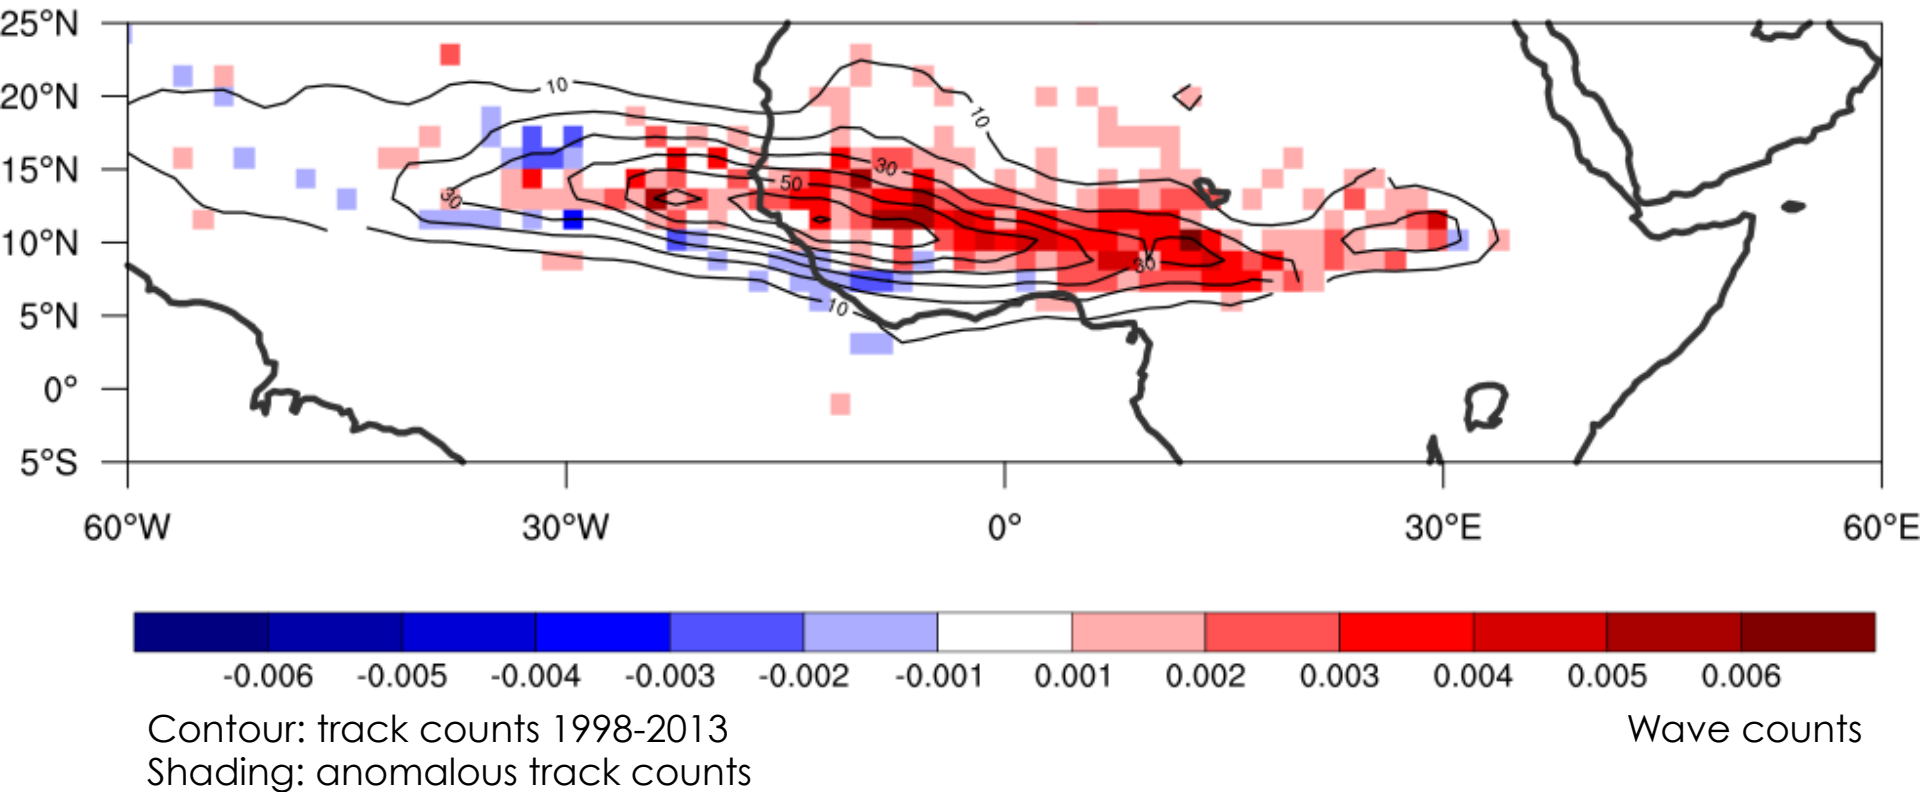 25°N
20°N
15°N
10°N
5°N
0°
5°S
10
10
30
50
30
30
10
60°W 30°W 0° 30°E 60°E
-0.006 -0.005 -0.004 -0.003 -0.002 -0.001 0.001 0.002 0.003 0.004 0.005 0.006
Contour: track counts 1998-2013 Wave counts
Shading: anomalous track counts